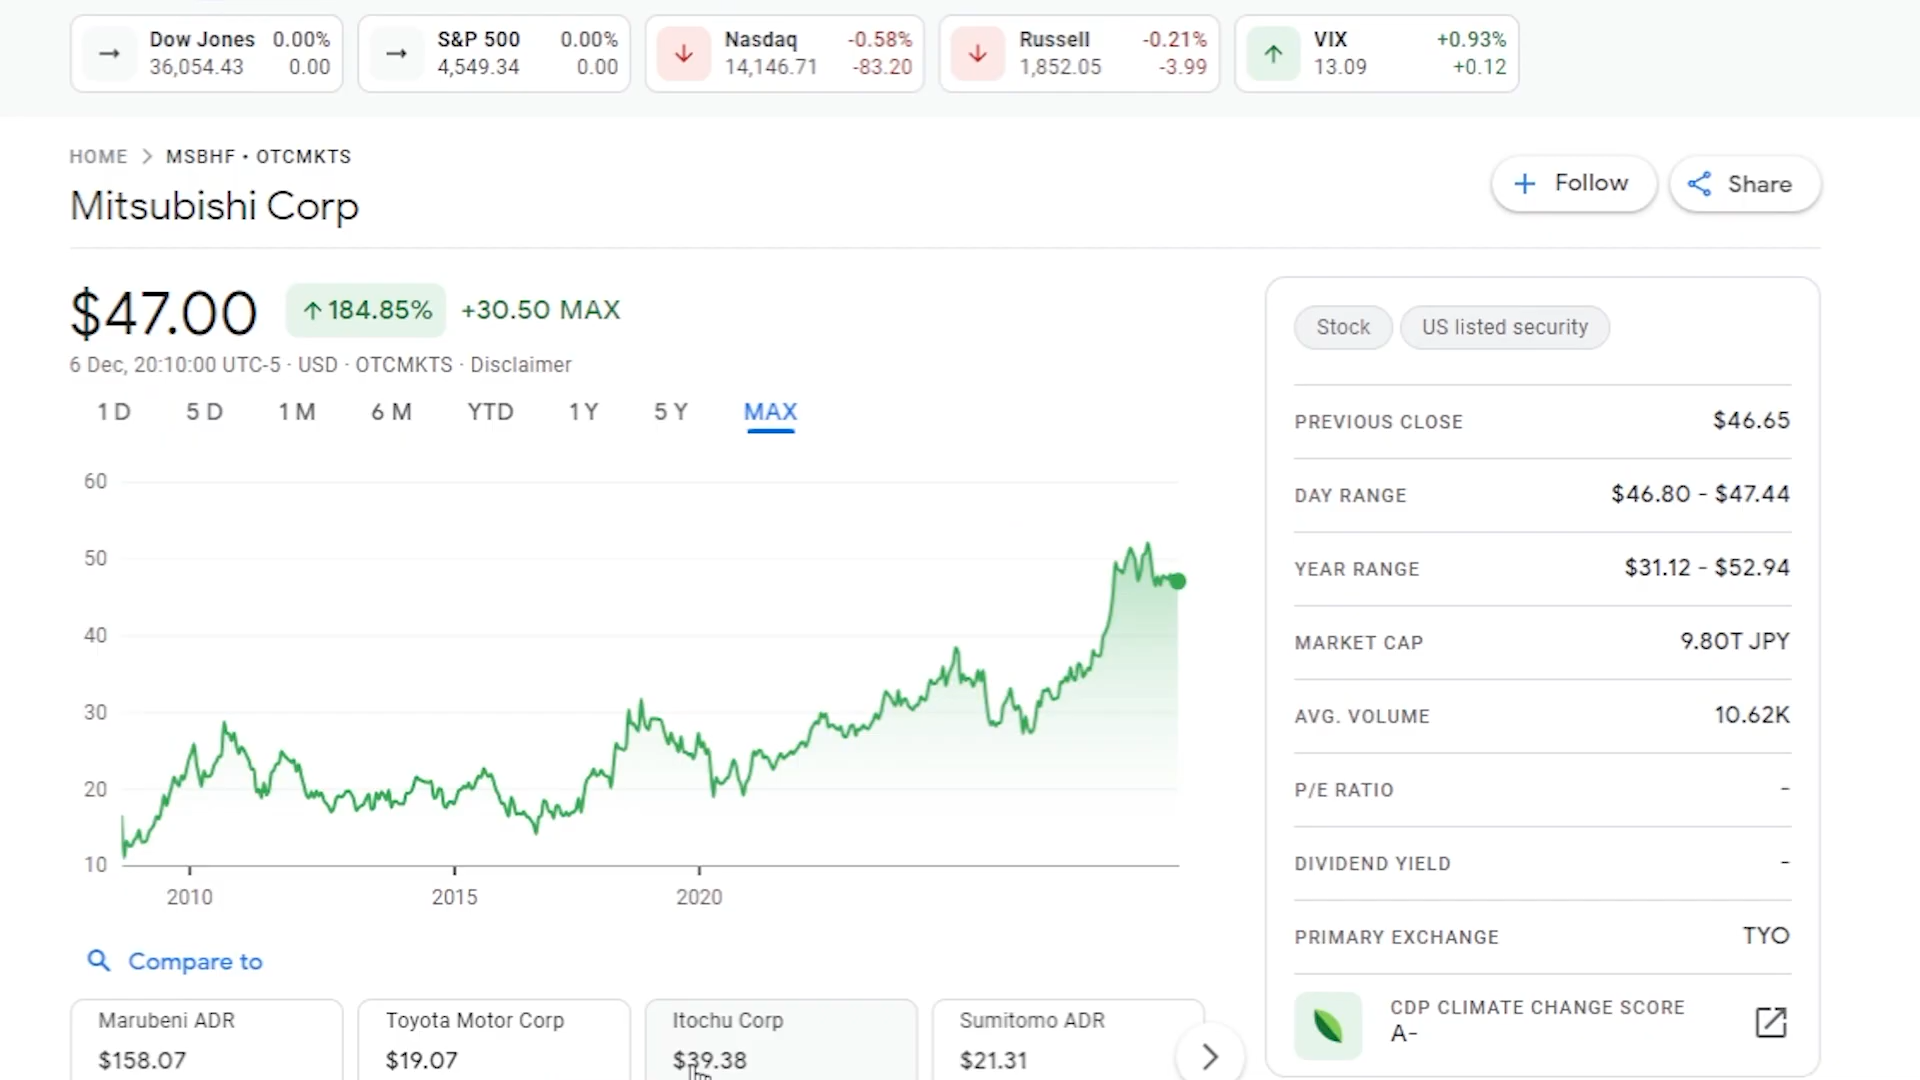 Dow Jones 0.00%
36,054.43 0.00
S&P 500 0.00%
4,549.34 0.00
Nasdaq -0.58%
14,146.71 -83.20
Russell -0.21%
1,852.05 -3.99
VIX +0.93%
13.09 +0.12
HOME > MSBHF • OTCMKTS
Mitsubishi Corp
Follow
Share
$47.00 ↑ 184.85% +30.50 MAX
6 Dec, 20:10:00 UTC-5 · USD · OTCMKTS · Disclaimer
1 D 5 D 1 M 6 M YTD 1 Y 5 Y MAX
60
50
40
30
20
10
2010 2015 2020
Compare to
Marubeni ADR
$158.07
Toyota Motor Corp
$19.07
Itochu Corp
$39.38
Sumitomo ADR
$21.31
Stock
US listed security
PREVIOUS CLOSE $46.65
DAY RANGE $46.80 - $47.44
YEAR RANGE $31.12 - $52.94
MARKET CAP 9.80T JPY
AVG. VOLUME 10.62K
P/E RATIO -
DIVIDEND YIELD -
PRIMARY EXCHANGE TYO
CDP CLIMATE CHANGE SCORE
A-